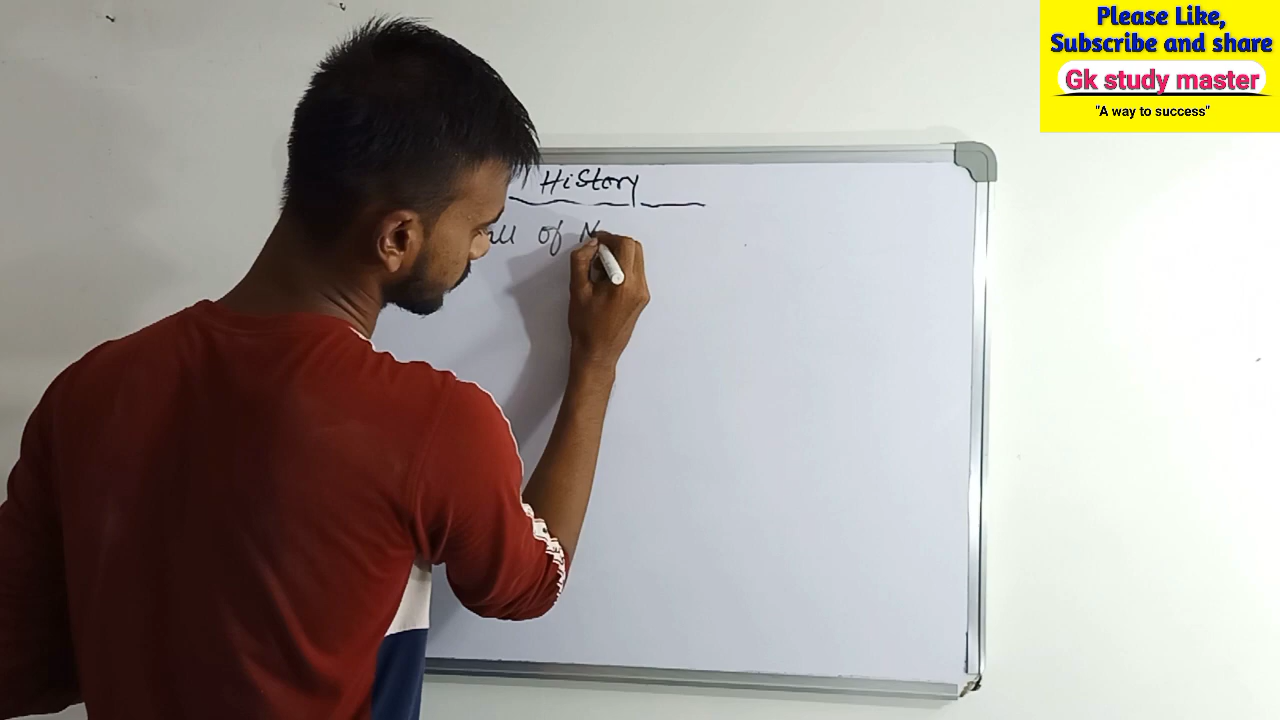 Please Like,
Subscribe and share
Gk study master
"A way to success"
History
of